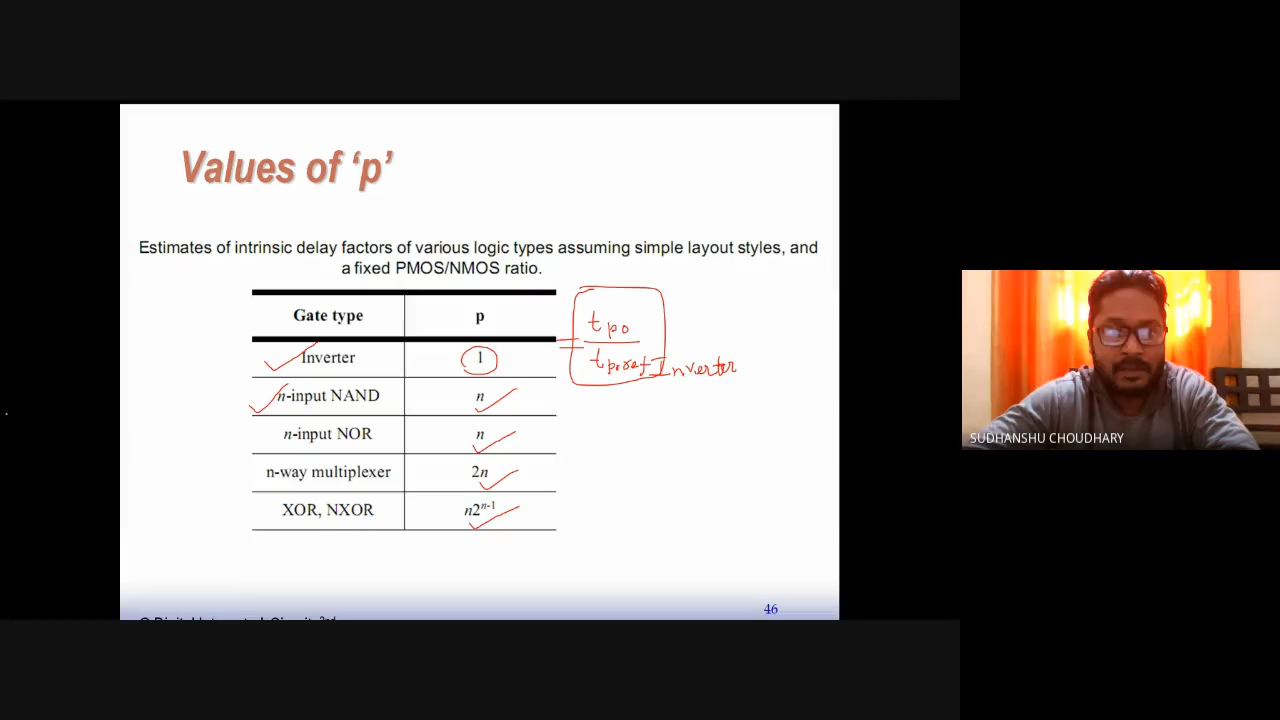 Values of ‘p’
Estimates of intrinsic delay factors of various logic types assuming simple layout styles, and
a fixed PMOS/NMOS ratio.
Gate type p
Inverter 1
n-input NAND n
n-input NOR n
n-way multiplexer 2n
XOR, NXOR n2ⁿ⁻¹
= tpo
tporef Inverter
46
SUDHANSHU CHOUDHARY